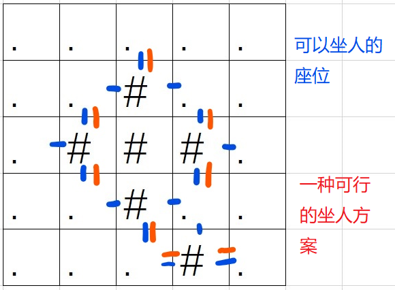 . . . . .
. . # . .
. # # # .
. . # . .
. . . # .
可以坐人的
座位
一种可行
的坐人方
案